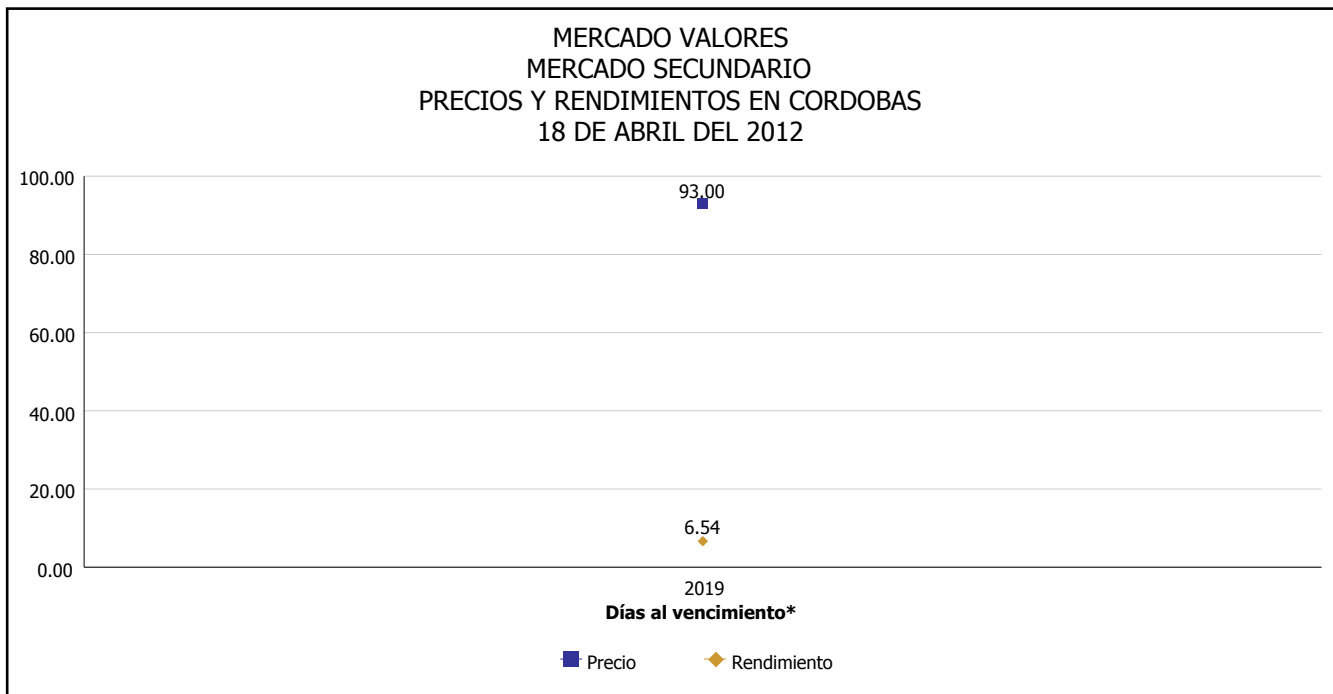 MERCADO VALORES
MERCADO SECUNDARIO
PRECIOS Y RENDIMIENTOS EN CORDOBAS
18 DE ABRIL DEL 2012
100.00
93.00
80.00
60.00
40.00
20.00
6.54
0.00
2019
Días al vencimiento*
Precio Rendimiento